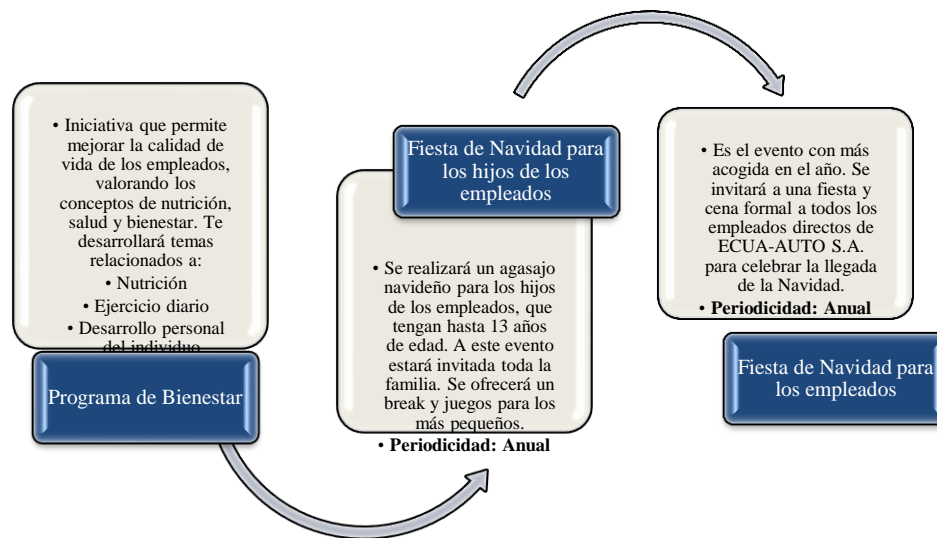 • Iniciativa que permite
mejorar la calidad de
vida de los empleados,
valorando los
conceptos de nutrición,
salud y bienestar. Te
desarrollará temas
relacionados a:
• Nutrición
• Ejercicio diario
• Desarrollo personal
del individuo
Programa de Bienestar
Fiesta de Navidad para
los hijos de los
empleados
• Se realizará un agasajo
navideño para los hijos
de los empleados, que
tengan hasta 13 años
de edad. A este evento
estará invitada toda la
familia. Se ofrecerá un
break y juegos para los
más pequeños.
• Periodicidad: Anual
• Es el evento con más
acogida en el año. Se
invitará a una fiesta y
cena formal a todos los
empleados directos de
ECUA-AUTO S.A.
para celebrar la llegada
de la Navidad.
• Periodicidad: Anual
Fiesta de Navidad para
los empleados